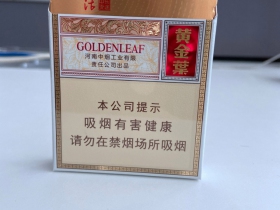 GOLDENLEAF
河南中烟工业有限
责任公司出品
黄金叶
本公司提示
吸烟有害健康
请勿在禁烟场所吸烟